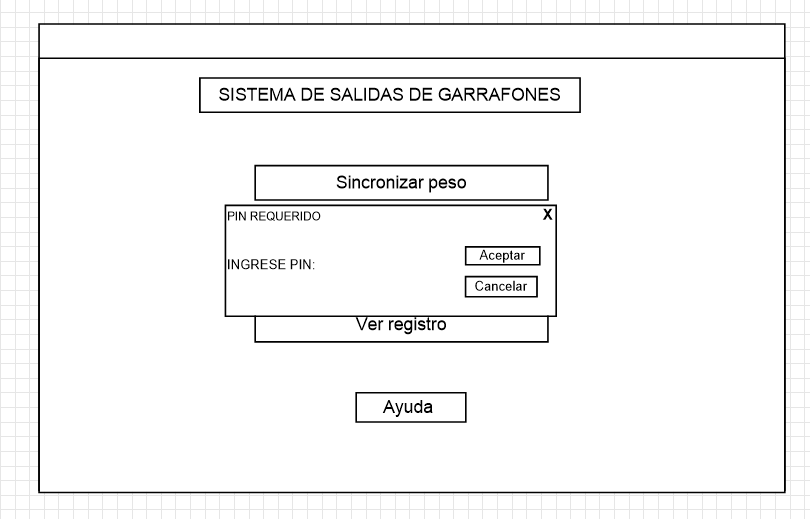 SISTEMA DE SALIDAS DE GARRAFONES
Sincronizar peso
PIN REQUERIDO X
INGRESE PIN:
Aceptar
Cancelar
Ver registro
Ayuda